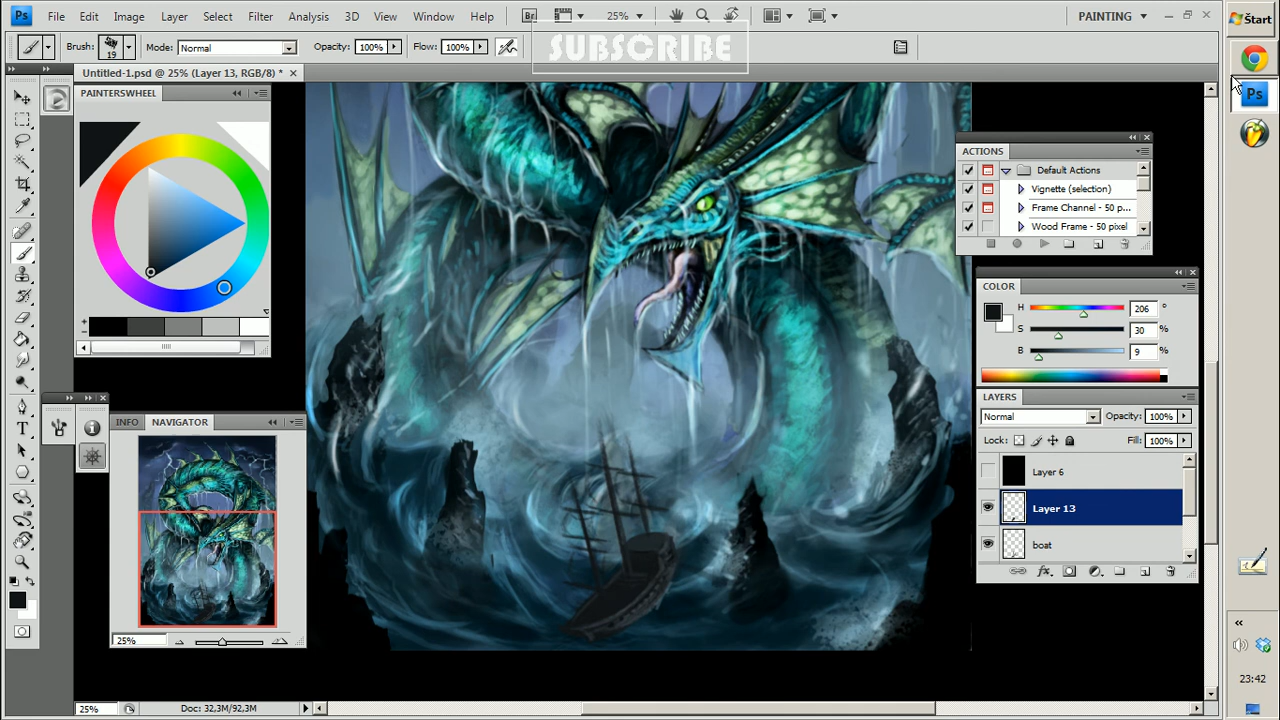 Ps File Edit Image Layer Select Filter Analysis 3D View Window Help Br 25% PAINTING
Start
Brush: 19 Mode: Normal Opacity: 100% Flow: 100%
SUBSCRIBE
Untitled-1.psd @ 25% (Layer 13, RGB/8) * ×
PAINTERSWHEEL
Ps
ACTIONS
Default Actions
Vignette (selection)
Frame Channel - 50 p...
Wood Frame - 50 pixel
COLOR
H 206 °
S 30 %
B 9 %
LAYERS
Normal Opacity: 100%
Lock: Fill: 100%
INFO NAVIGATOR
Layer 6
Layer 13
boat
25%
23:42
25% Doc: 32,3M/92,3M